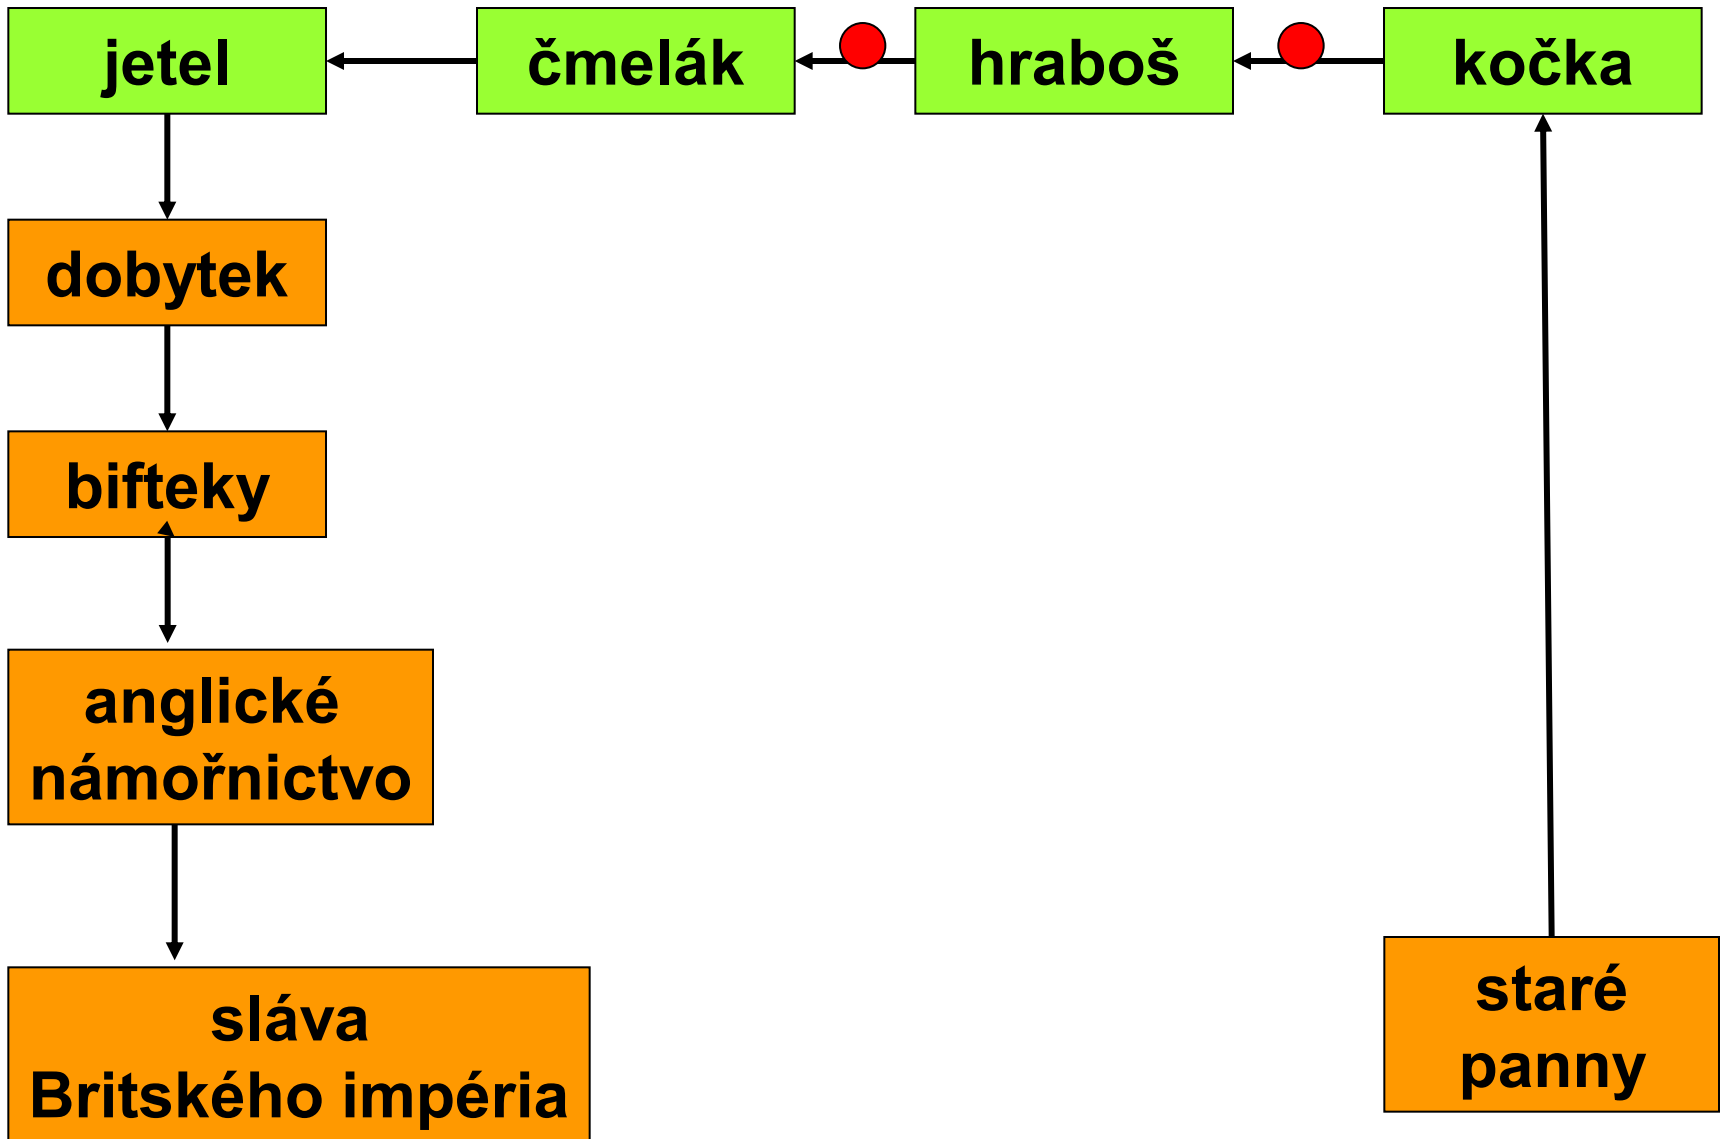 jetel
čmelák
hraboš
kočka
dobytek
bifteky
anglické
námořnictvo
sláva
Britského impéria
staré
panny